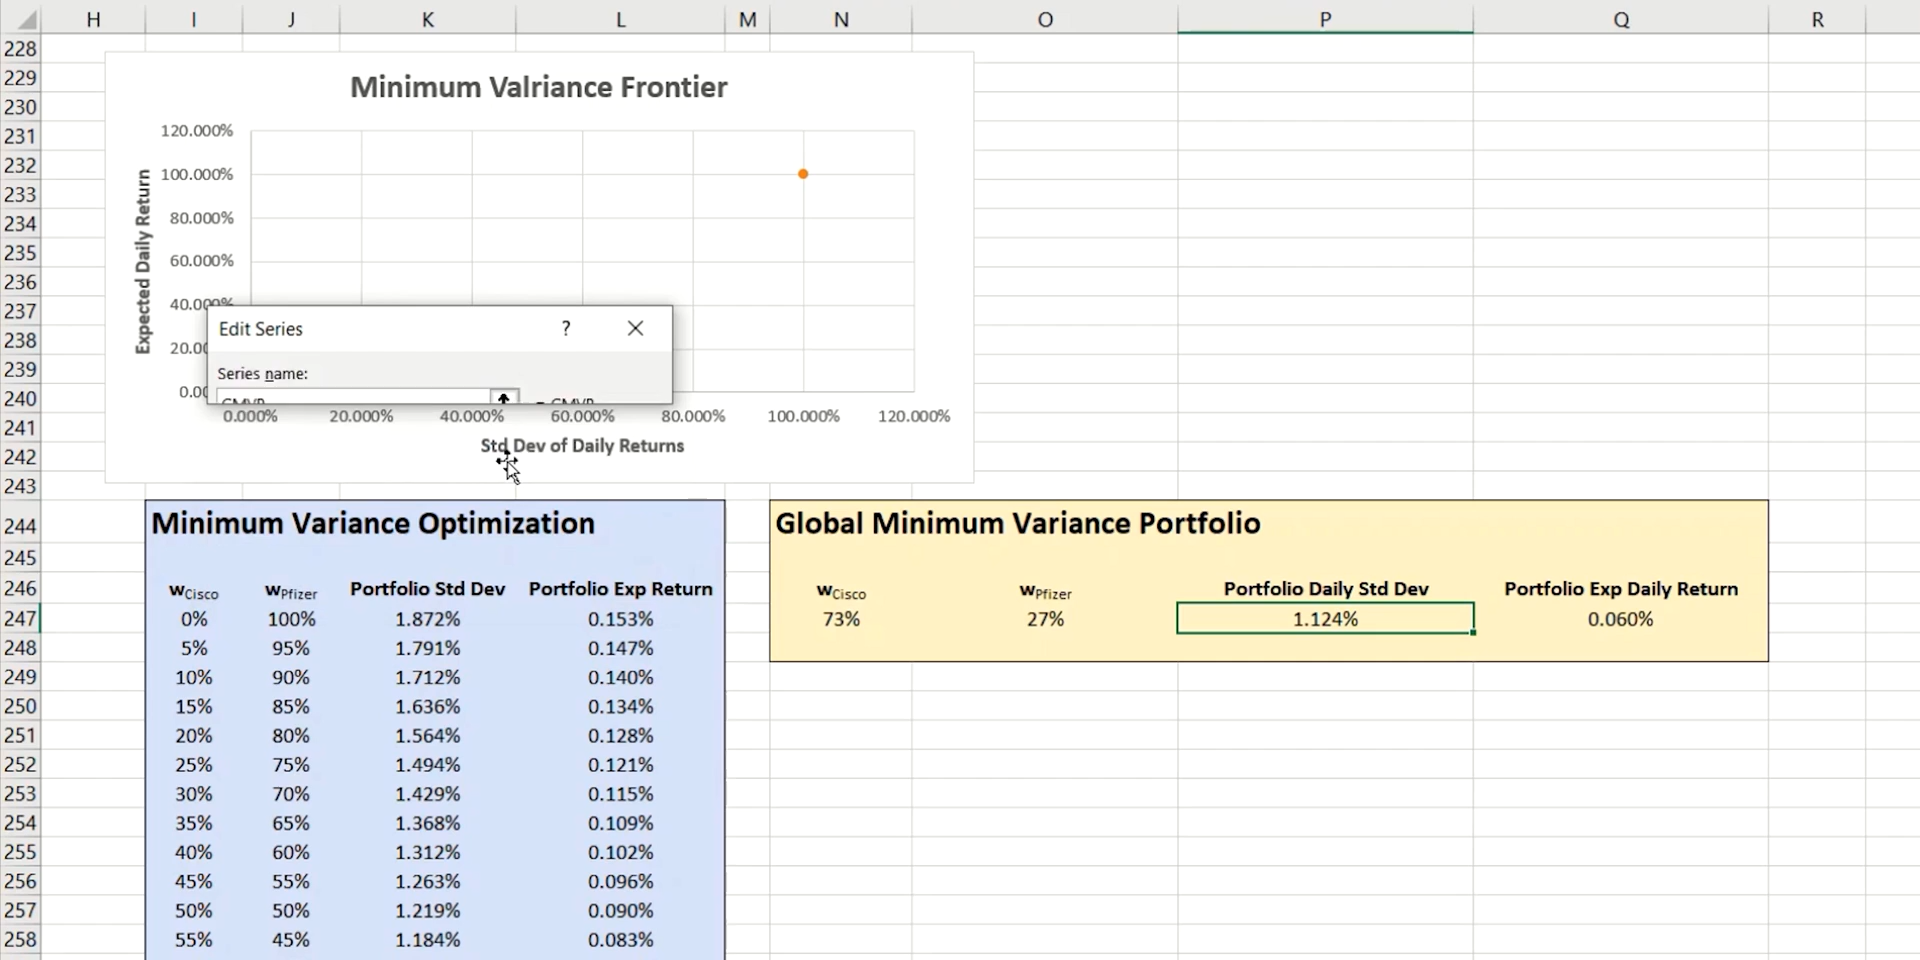 H I J K L M N O P Q R
228
229
230
231
232
233
234
235
236
237
238
239
240
241
242
243
Minimum Valriance Frontier
Expected Daily Return
120.000%
100.000%
80.000%
60.000%
40.000%
20.0
0.00
Edit Series ? ×
Series name:
GMVP = GMVP
0.000% 20.000% 40.000% 60.000% 80.000% 100.000% 120.000%
Std Dev of Daily Returns
244 Minimum Variance Optimization Global Minimum Variance Portfolio
245
246 wCisco wPfizer Portfolio Std Dev Portfolio Exp Return wCisco wPfizer Portfolio Daily Std Dev Portfolio Exp Daily Return
247 0% 100% 1.872% 0.153% 73% 27% 1.124% 0.060%
248 5% 95% 1.791% 0.147%
249 10% 90% 1.712% 0.140%
250 15% 85% 1.636% 0.134%
251 20% 80% 1.564% 0.128%
252 25% 75% 1.494% 0.121%
253 30% 70% 1.429% 0.115%
254 35% 65% 1.368% 0.109%
255 40% 60% 1.312% 0.102%
256 45% 55% 1.263% 0.096%
257 50% 50% 1.219% 0.090%
258 55% 45% 1.184% 0.083%